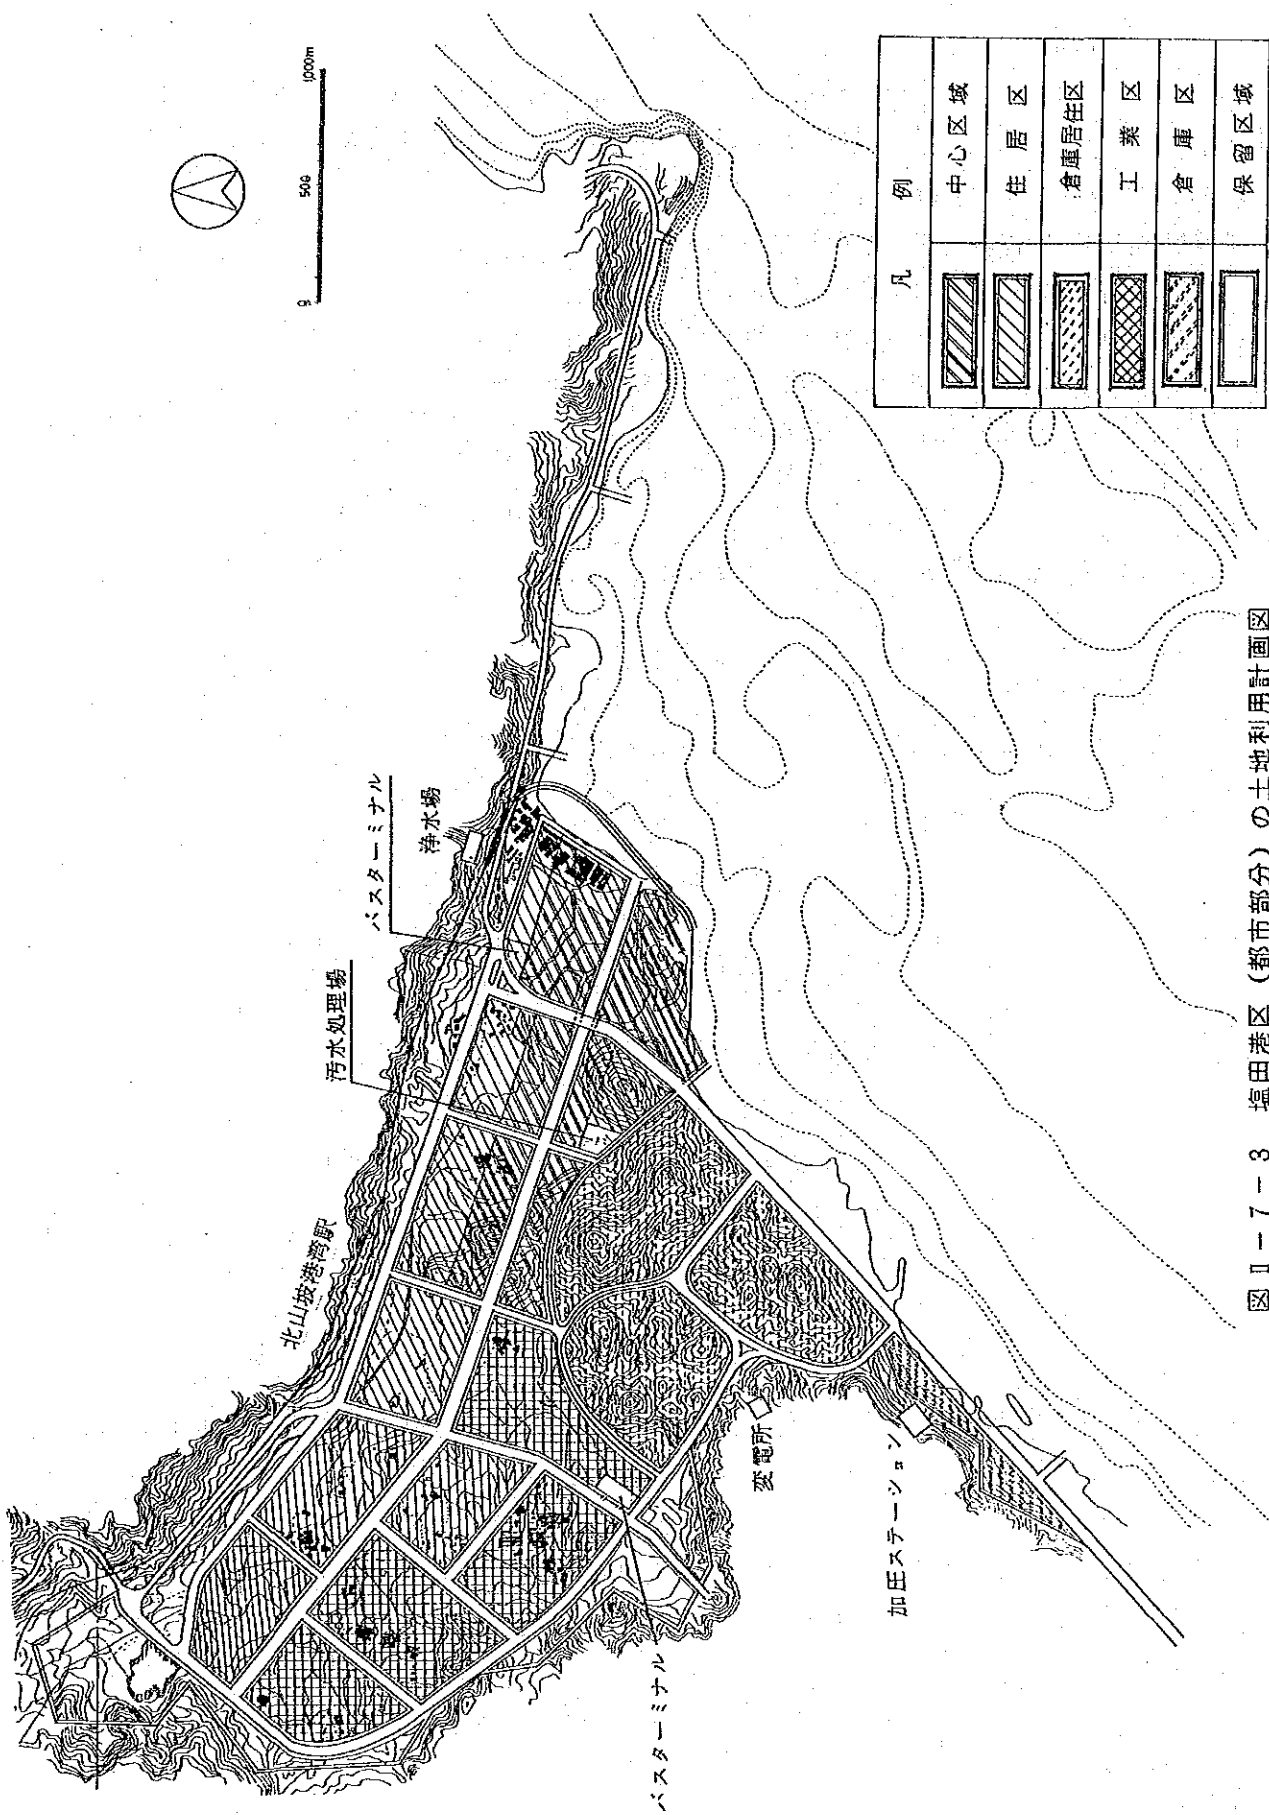 0
500
1,000m
凡 例
中心区域
住居区
倉庫居住区
工業区
倉庫区
保留区域
バスターミナル
浄水場
汚水処理場
北山披港湾駅
変電所
加圧ステーション
バスターミナル
図 II-7-3 塩田港区(都市部分)の土地利用計画図